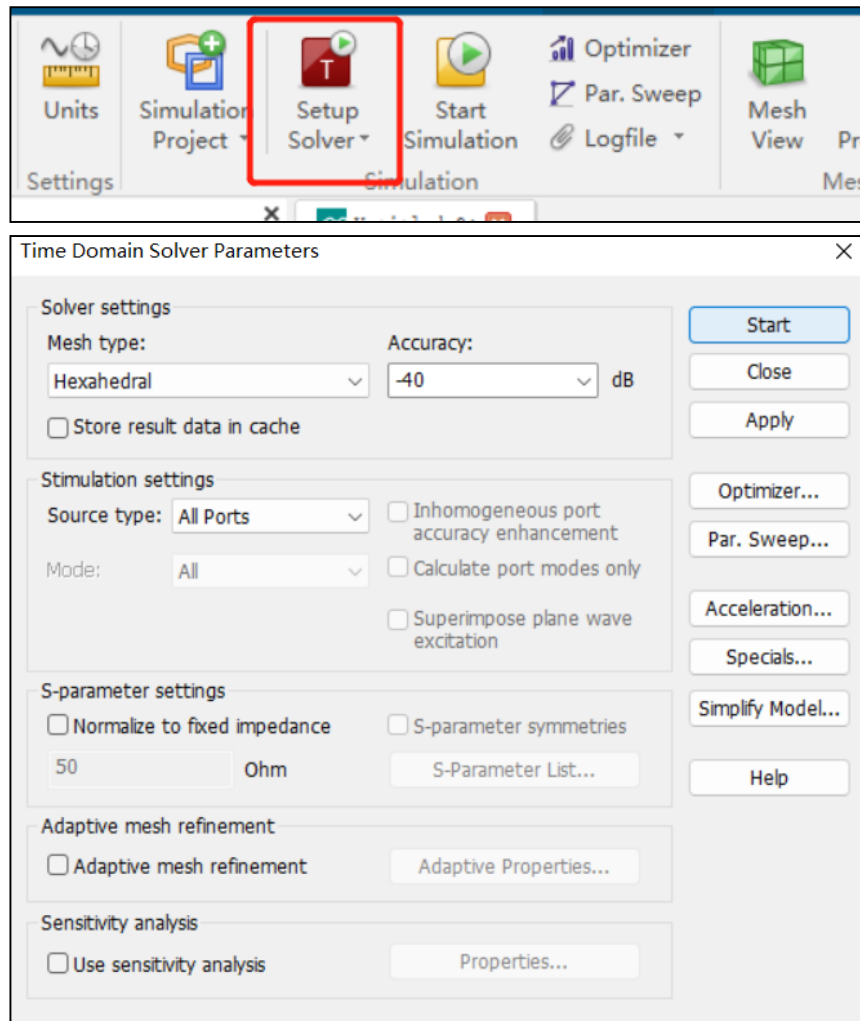 Units
Simulation
Project
Setup
Solver
Start
Simulation
Optimizer
Par. Sweep
Logfile
Mesh
View
Settings
Simulation
Time Domain Solver Parameters
Solver settings
Mesh type:
Accuracy:
Hexahedral
-40 dB
Store result data in cache
Start
Close
Apply
Stimulation settings
Source type: All Ports
Inhomogeneous port
accuracy enhancement
Mode: All
Calculate port modes only
Superimpose plane wave
excitation
Optimizer...
Par. Sweep...
Acceleration...
Specials...
Simplify Model...
Help
S-parameter settings
Normalize to fixed impedance
S-parameter symmetries
50 Ohm
S-Parameter List...
Adaptive mesh refinement
Adaptive mesh refinement
Adaptive Properties...
Sensitivity analysis
Use sensitivity analysis
Properties...